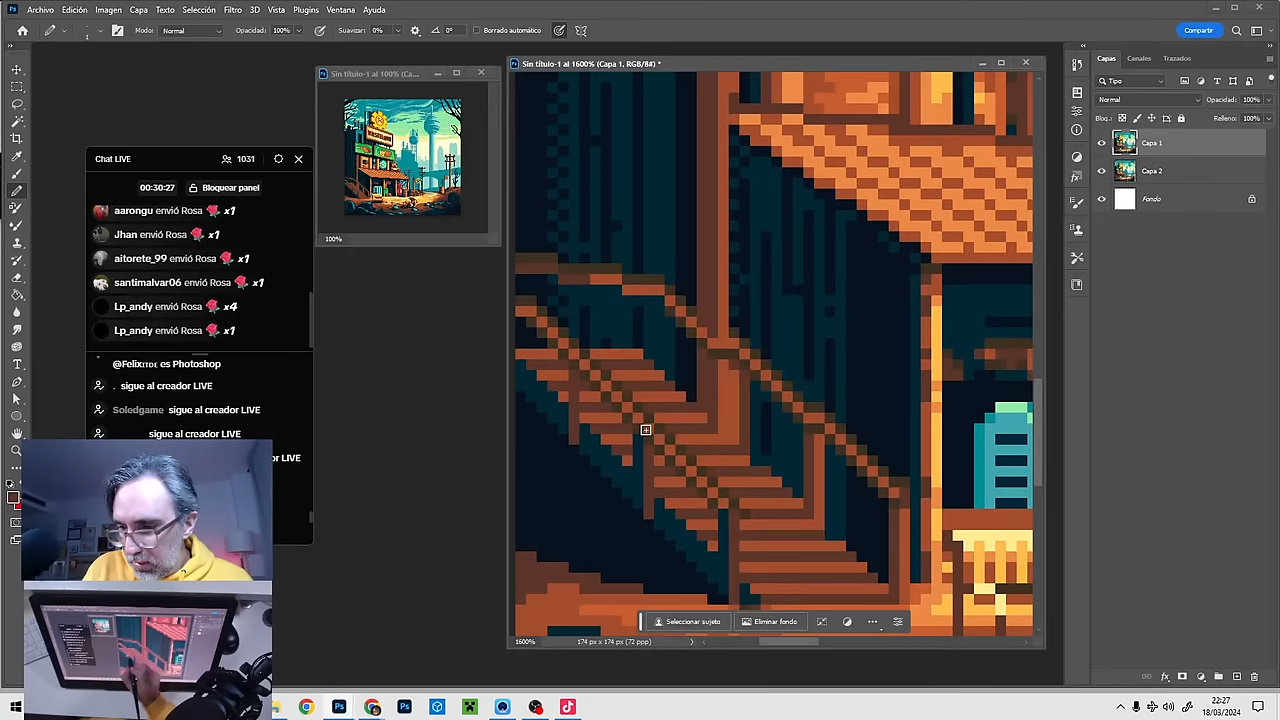 Archivo Edición Imagen Capa Texto Selección Filtro 3D Vista Plugins Ventana Ayuda
1 Modo: Normal Opacidad: 100% Suavizar: 0% 0° Borrado automático Compartir
Sin título-1 al 100% (Ca...
WASTELAND
100%
Sin título-1 al 1600% (Capa 1, RGB/8#) *
1600% 174 px x 174 px (72 ppp)
Seleccionar sujeto Eliminar fondo
Chat LIVE 1031
00:30:27 Bloquear panel
aarongu envió Rosa x1
Jhan envió Rosa x1
aitorete_99 envió Rosa x1
santimalvar06 envió Rosa x1
Lp_andy envió Rosa x4
Lp_andy envió Rosa x1
@Felixɪᴛᴅᴇ es Photoshop
. sigue al creador LIVE
Soledgame sigue al creador LIVE
sigue al creador LIVE
dor LIVE
Capas Canales Trazados
Tipo
Normal Opacidad: 100%
Bloq.: Relleno: 100%
Capa 1
Capa 2
Fondo
22:27
18/03/2024